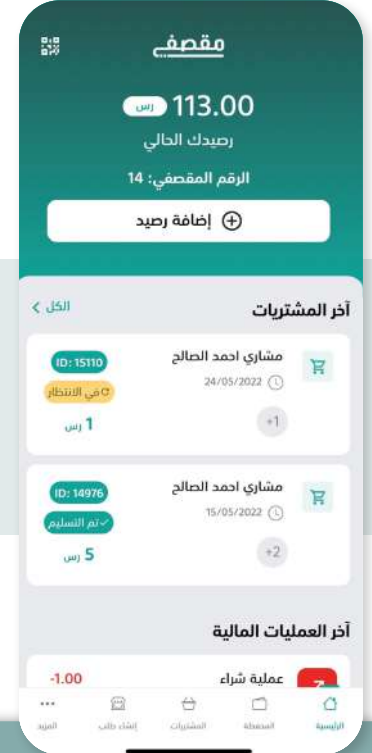 مقصفي
113.00 رس
رصيدك الحالي
الرقم المقصفي: 14
إضافة رصيد
آخر المشتريات
الكل
مشاري احمد الصالح
ID: 15110
24/05/2022
في الانتظار
+1
1 رس
مشاري احمد الصالح
ID: 14976
15/05/2022
تم التسليم
+2
5 رس
آخر العمليات المالية
عملية شراء
-1.00
الرئيسية
المحفظة
المشتريات
إنشاء طلب
المزيد